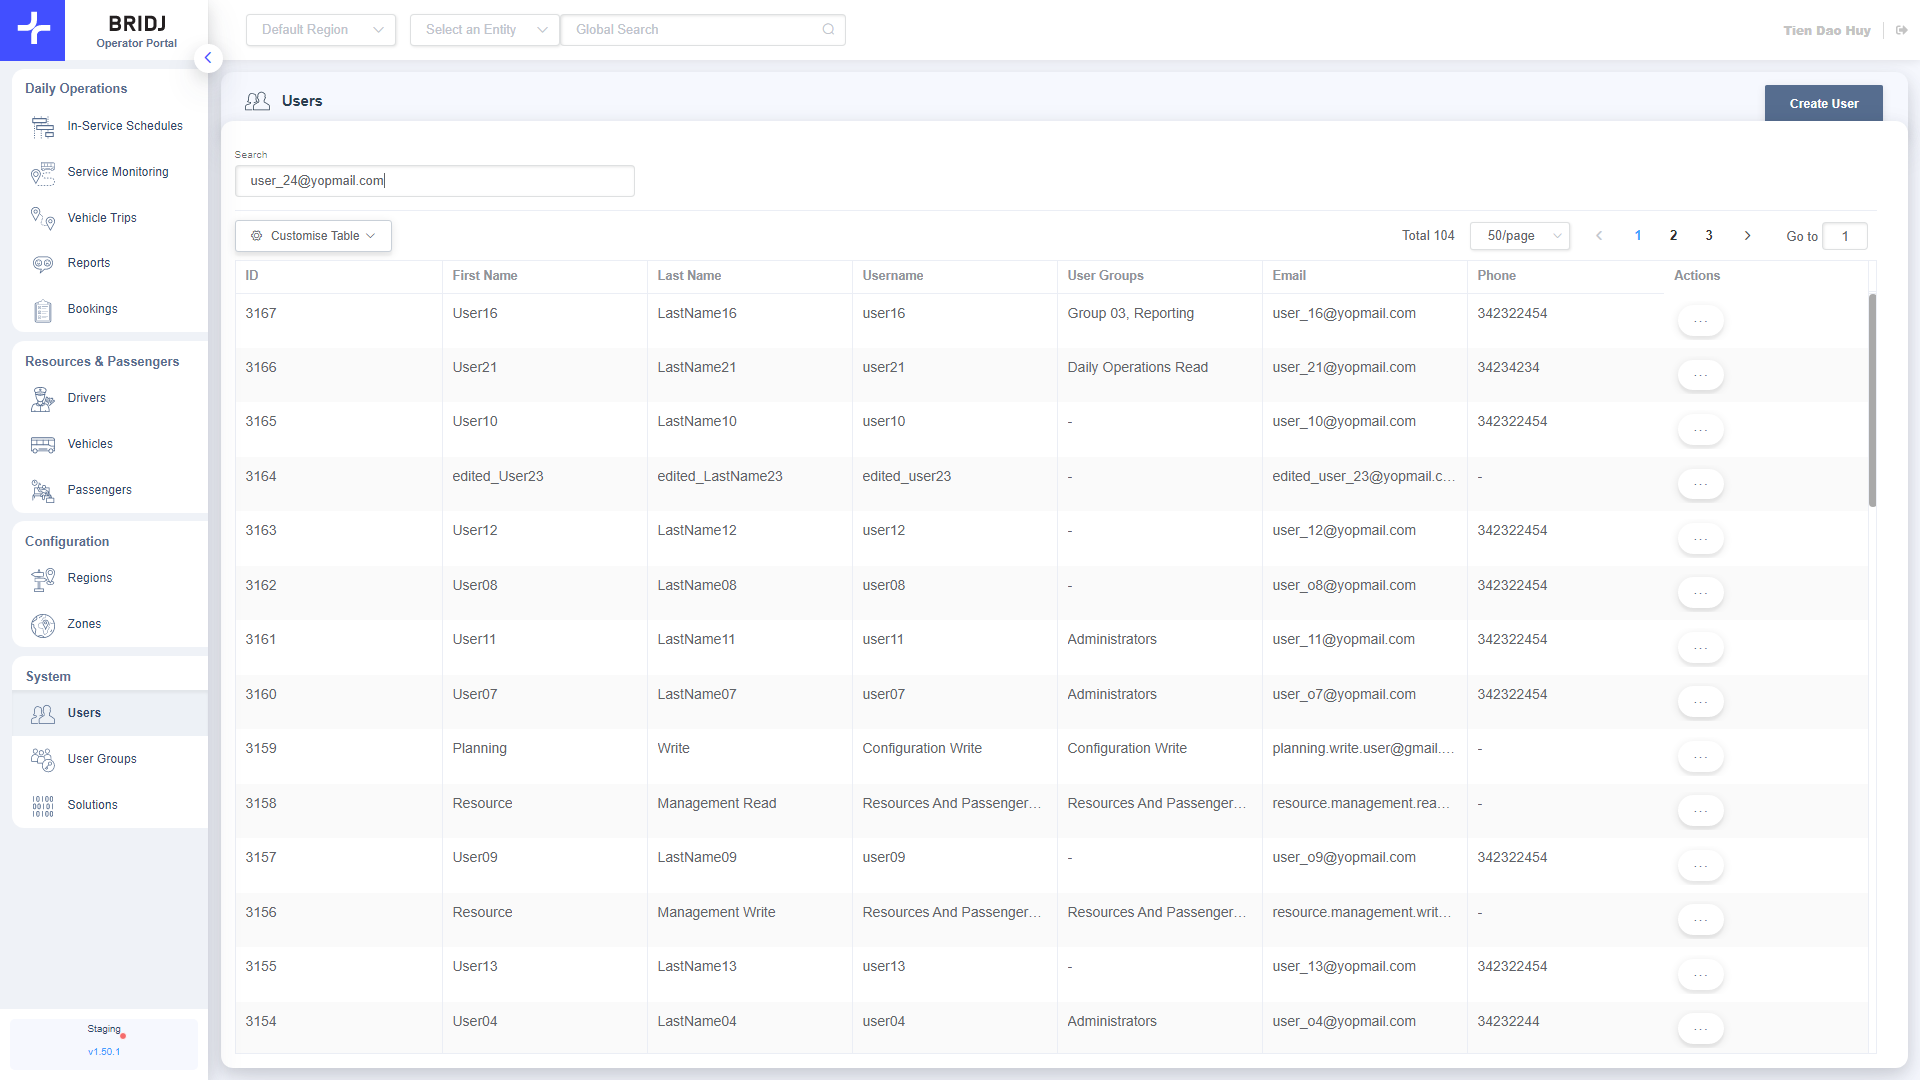 BRIDJ
Operator Portal
Default Region
Select an Entity
Global Search
Tien Dao Huy
Daily Operations
In-Service Schedules
Service Monitoring
Vehicle Trips
Reports
Bookings
Resources & Passengers
Drivers
Vehicles
Passengers
Configuration
Regions
Zones
System
Users
User Groups
Solutions
Staging
v1.50.1
Users
Create User
Search
user_24@yopmail.com
Customise Table
Total 104
50/page
1 2 3
Go to 1
ID First Name Last Name Username User Groups Email Phone Actions
3167 User16 LastName16 user16 Group 03, Reporting user_16@yopmail.com 342322454 ...
3166 User21 LastName21 user21 Daily Operations Read user_21@yopmail.com 34234234 ...
3165 User10 LastName10 user10 - user_10@yopmail.com 342322454 ...
3164 edited_User23 edited_LastName23 edited_user23 - edited_user_23@yopmail.c... - ...
3163 User12 LastName12 user12 - user_12@yopmail.com 342322454 ...
3162 User08 LastName08 user08 - user_o8@yopmail.com 342322454 ...
3161 User11 LastName11 user11 Administrators user_11@yopmail.com 342322454 ...
3160 User07 LastName07 user07 Administrators user_o7@yopmail.com 342322454 ...
3159 Planning Write Configuration Write Configuration Write planning.write.user@gmail.... - ...
3158 Resource Management Read Resources And Passenger... Resources And Passenger... resource.management.rea... - ...
3157 User09 LastName09 user09 - user_o9@yopmail.com 342322454 ...
3156 Resource Management Write Resources And Passenger... Resources And Passenger... resource.management.writ... - ...
3155 User13 LastName13 user13 - user_13@yopmail.com 342322454 ...
3154 User04 LastName04 user04 Administrators user_o4@yopmail.com 34232244 ...